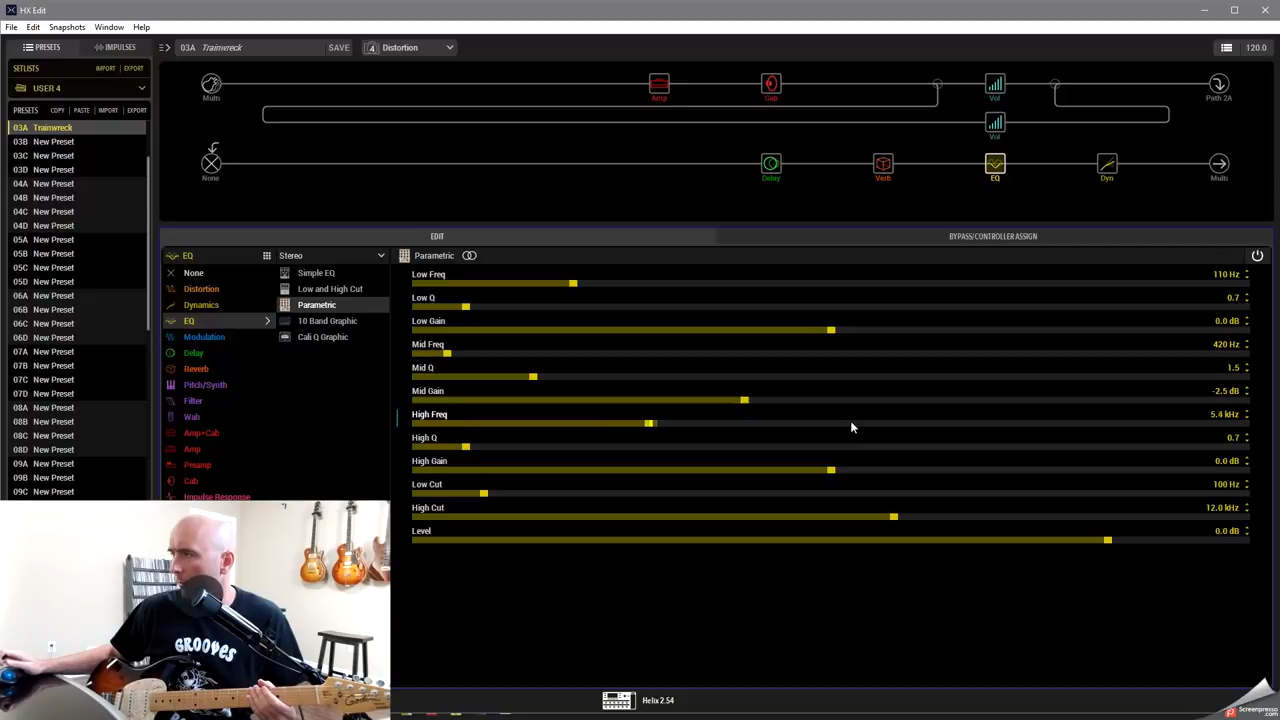 HX Edit
File Edit Snapshots Window Help
PRESETS IMPULSES 03A Trainwreck SAVE 4 Distortion 120.0
SETLISTS IMPORT EXPORT
USER 4
PRESETS COPY PASTE IMPORT EXPORT
03A Trainwreck
03B New Preset
03C New Preset
03D New Preset
04A New Preset
04B New Preset
04C New Preset
04D New Preset
05A New Preset
05B New Preset
05C New Preset
05D New Preset
06A New Preset
06B New Preset
06C New Preset
06D New Preset
07A New Preset
07B New Preset
07C New Preset
07D New Preset
08A New Preset
08B New Preset
08C New Preset
08D New Preset
09A New Preset
09B New Preset
09C New Preset
Multi Amp Cab Vol Path 2A
Vol
None Delay Verb EQ Dyn Multi
EDIT BYPASS/CONTROLLER ASSIGN
EQ Stereo Parametric
None
Distortion
Dynamics
EQ
Modulation
Delay
Reverb
Pitch/Synth
Filter
Wah
Amp+Cab
Amp
Preamp
Cab
Impulse Response
Simple EQ
Low and High Cut
Parametric
10 Band Graphic
Cali Q Graphic
Low Freq 110 Hz
Low Q 0.7
Low Gain 0.0 dB
Mid Freq 420 Hz
Mid Q 1.5
Mid Gain -2.5 dB
High Freq 5.4 kHz
High Q 0.7
High Gain 0.0 dB
Low Cut 100 Hz
High Cut 12.0 kHz
Level 0.0 dB
GROOVES
Helix 2.54
Screenpresso
.com